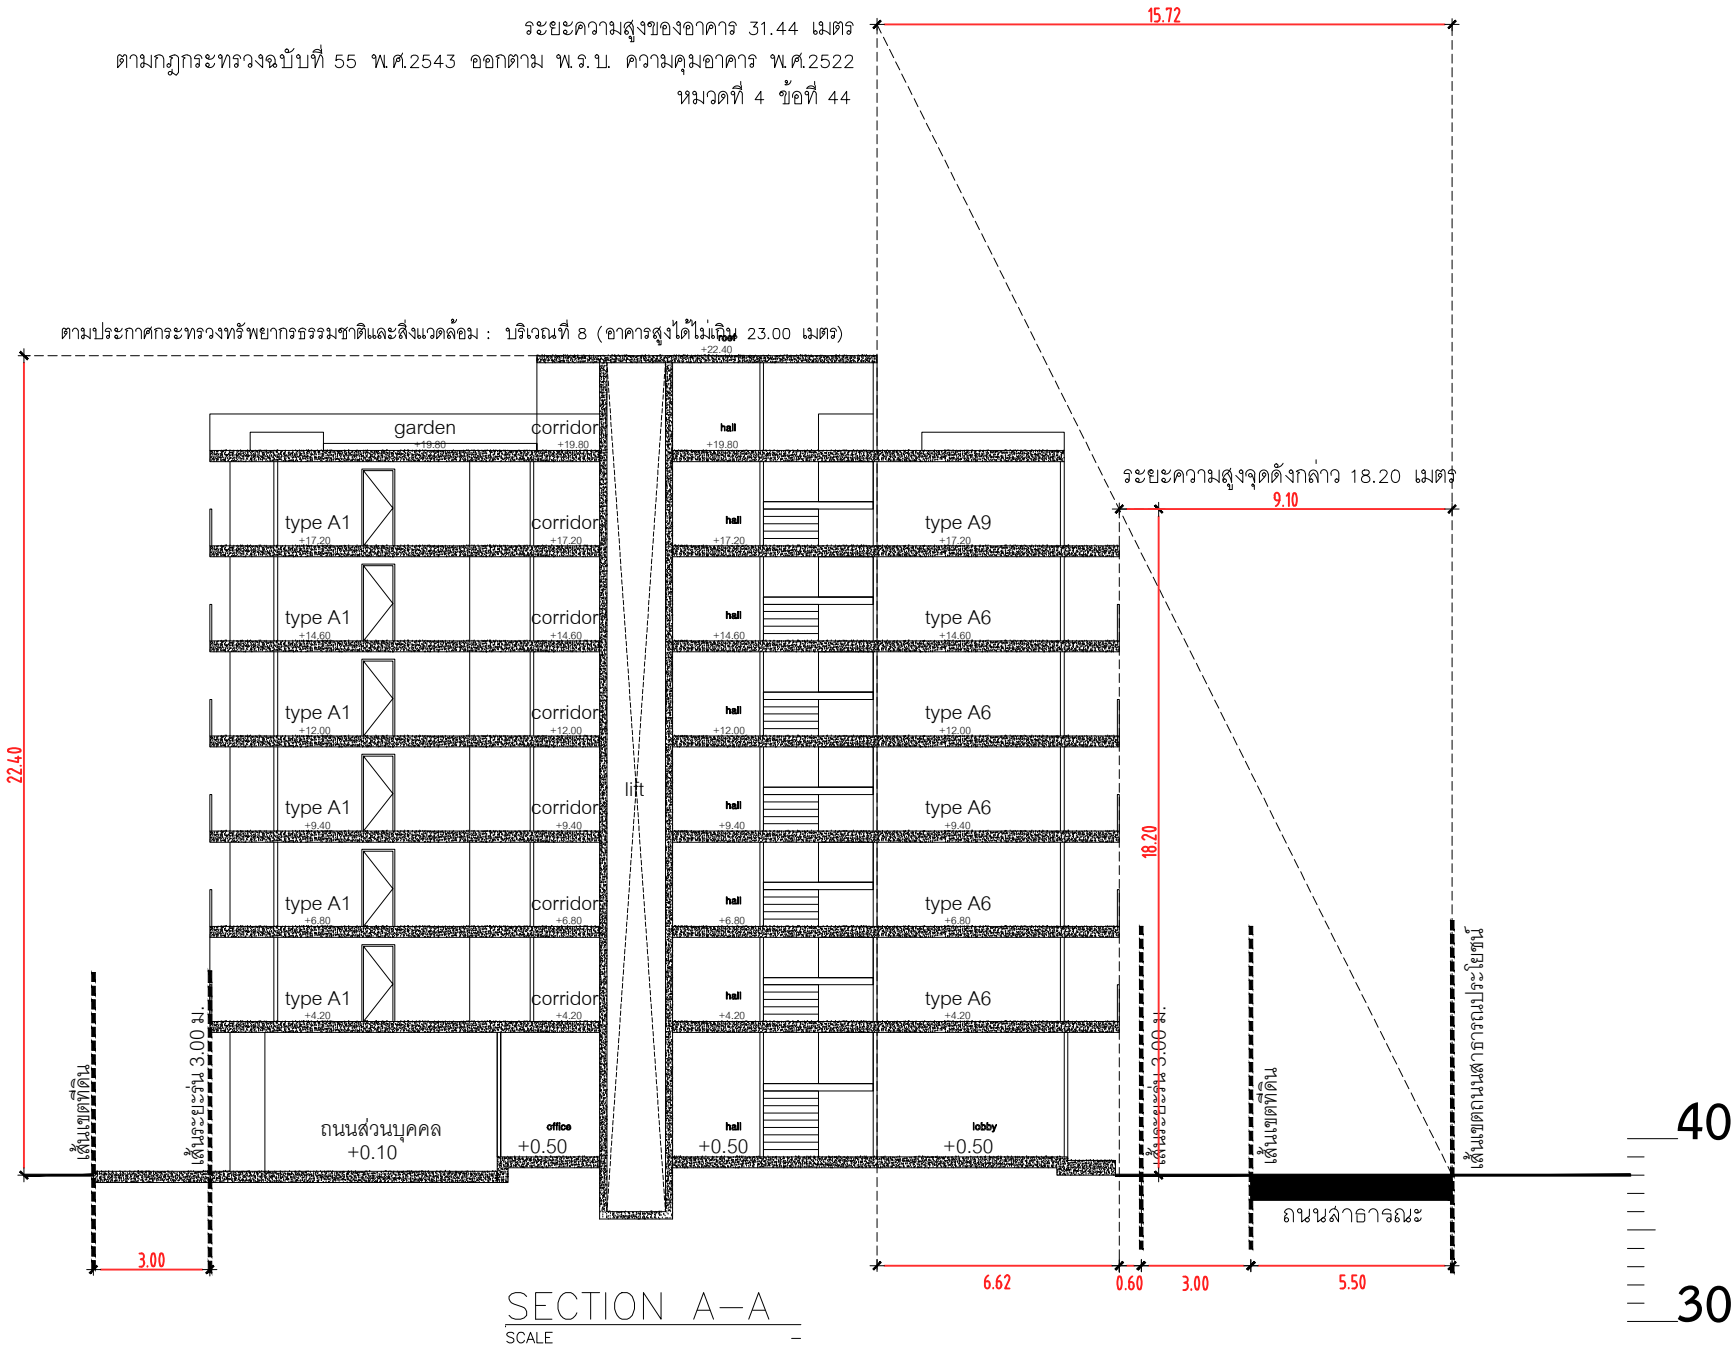 15.72
ระยะความสูงของอาคาร 31.44 เมตร
ตามกฎกระทรวงฉบับที่ 55 พ.ศ.2543 ออกตาม พ.ร.บ. ความคุมอาคาร พ.ศ.2522
หมวดที่ 4 ข้อที่ 44
ตามประกาศกระทรวงทรัพยากรธรรมชาติและสิ่งแวดล้อม : บริเวณที่ 8 (อาคารสูงได้ไม่เกิน 23.00 เมตร)
roof
+22.40
garden
+19.80
corridor
+19.80
hall
+19.80
ระยะความสูงจุดดังกล่าว 18.20 เมตร
9.10
type A1
+17.20
corridor
+17.20
hall
+17.20
type A9
+17.20
type A1
+14.60
corridor
+14.60
hall
+14.60
type A6
+14.60
type A1
+12.00
corridor
+12.00
hall
+12.00
type A6
+12.00
22.40
lift
type A1
+9.40
corridor
+9.40
hall
+9.40
type A6
+9.40
18.20
type A1
+6.80
corridor
+6.80
hall
+6.80
type A6
+6.80
type A1
+4.20
corridor
+4.20
hall
+4.20
type A6
+4.20
เส้นเขตที่ดิน
เส้นระยะร่น 3.00 ม.
ถนนส่วนบุคคล
+0.10
office
+0.50
hall
+0.50
lobby
+0.50
เส้นระยะร่น 3.00 ม.
เส้นเขตที่ดิน
เส้นเขตถนนสาธารณประโยชน์
ถนนสาธารณะ
40
30
3.00
6.62
0.60
3.00
5.50
SECTION A-A
SCALE -